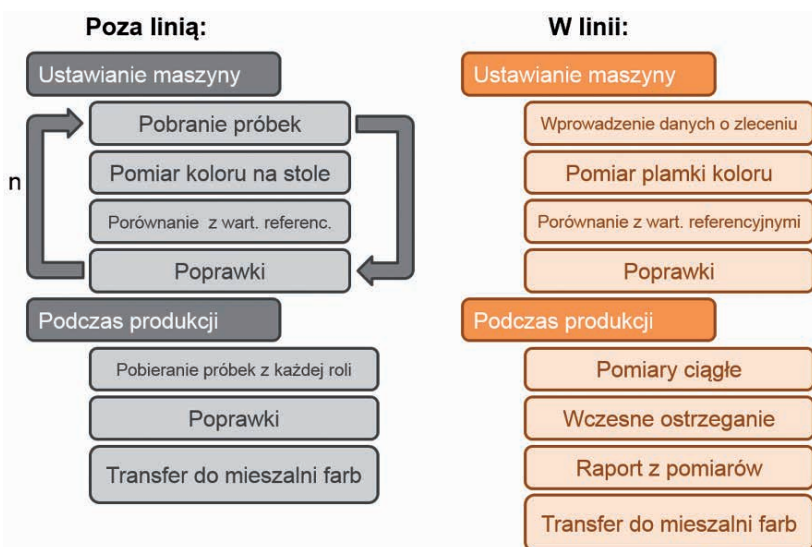 Poza linią:
Ustawianie maszyny
Pobranie próbek
n
Pomiar koloru na stole
Porównanie z wart. referenc.
Poprawki
Podczas produkcji
Pobieranie próbek z każdej roli
Poprawki
Transfer do mieszalni farb
W linii:
Ustawianie maszyny
Wprowadzenie danych o zleceniu
Pomiar plamki koloru
Porównanie z wart. referencyjnymi
Poprawki
Podczas produkcji
Pomiary ciągłe
Wczesne ostrzeganie
Raport z pomiarów
Transfer do mieszalni farb